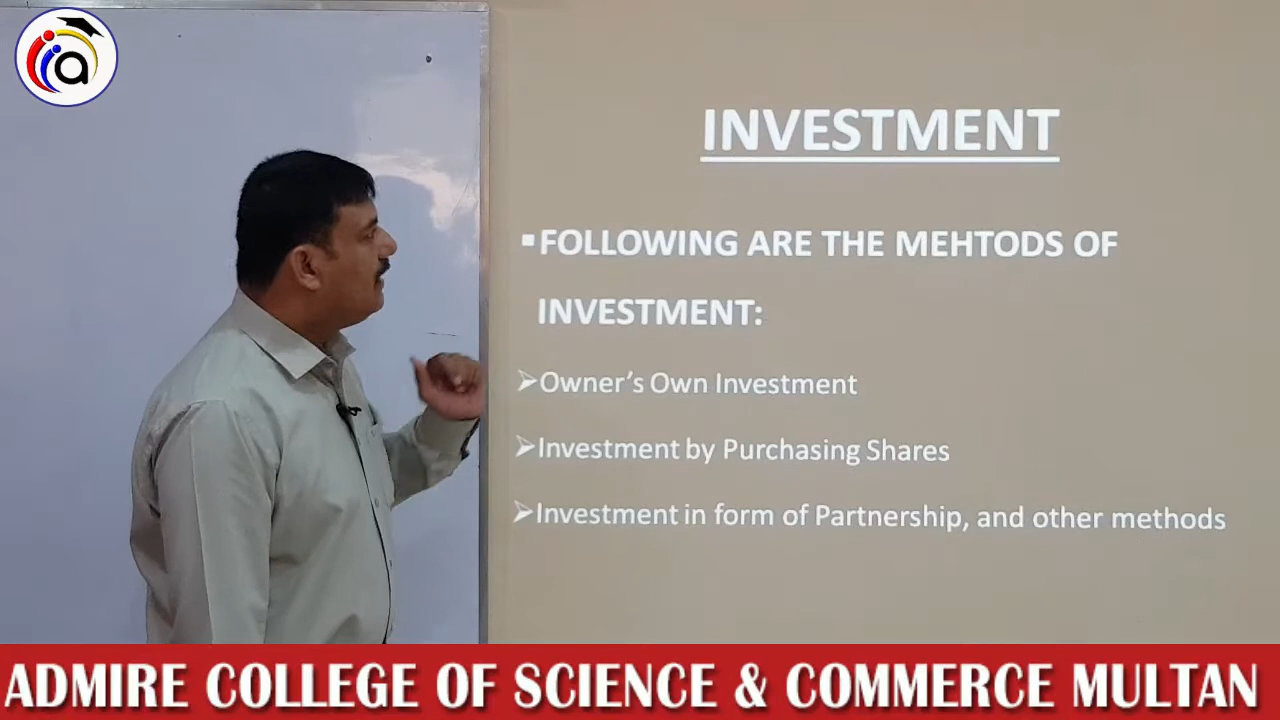 a
INVESTMENT
▪FOLLOWING ARE THE MEHTODS OF
INVESTMENT:
➢Owner's Own Investment
➢Investment by Purchasing Shares
➢Investment in form of Partnership, and other methods
ADMIRE COLLEGE OF SCIENCE & COMMERCE MULTAN